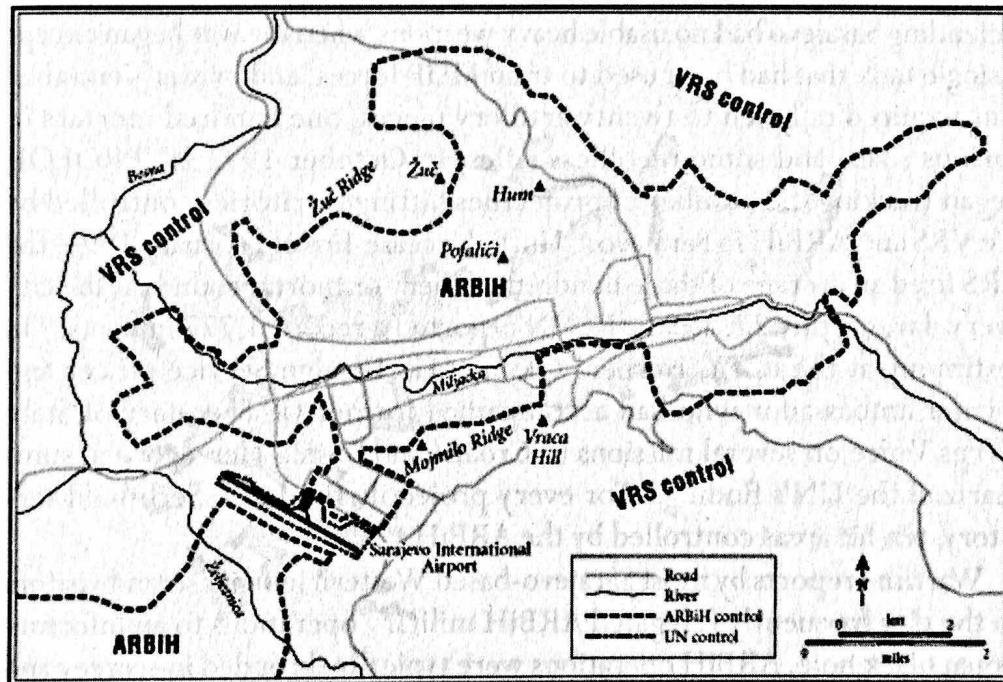 VRS control
Bosna
VRS control
Žuč Ridge
Žuč
Hum
Pofalići
ARBIH
Miljacka
Mojmilo Ridge
Vraca
Hill
VRS control
Sarajevo International
Airport
ARBIH
Road
River
ARBiH control
UN control
0 km 2
0 miles 2